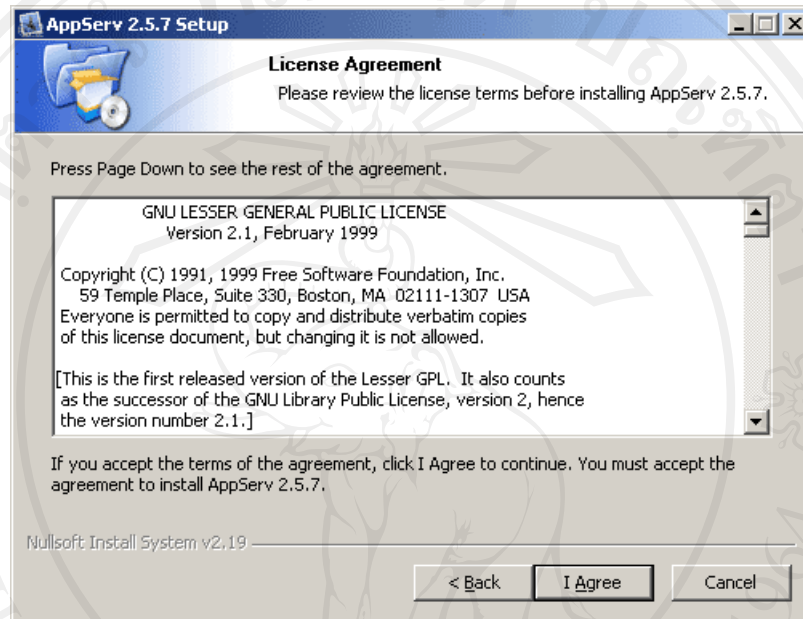 AppServ 2.5.7 Setup
License Agreement
Please review the license terms before installing AppServ 2.5.7.
Press Page Down to see the rest of the agreement.
GNU LESSER GENERAL PUBLIC LICENSE
Version 2.1, February 1999
Copyright (C) 1991, 1999 Free Software Foundation, Inc.
59 Temple Place, Suite 330, Boston, MA 02111-1307 USA
Everyone is permitted to copy and distribute verbatim copies
of this license document, but changing it is not allowed.
[This is the first released version of the Lesser GPL. It also counts
as the successor of the GNU Library Public License, version 2, hence
the version number 2.1.]
If you accept the terms of the agreement, click I Agree to continue. You must accept the
agreement to install AppServ 2.5.7.
Nullsoft Install System v2.19
< Back I Agree Cancel